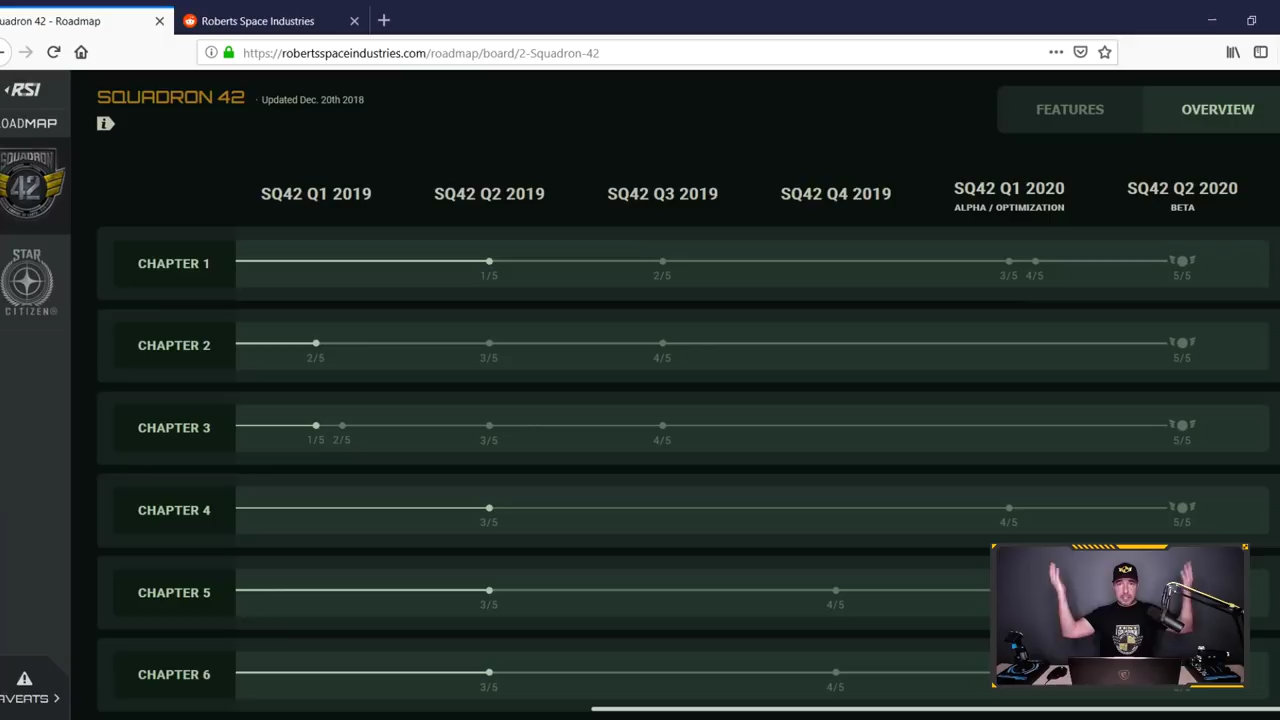 uadron 42 - Roadmap
Roberts Space Industries
https://robertsspaceindustries.com/roadmap/board/2-Squadron-42
RSI
OADMAP
SQUADRON 42 · Updated Dec. 20th 2018
FEATURES
OVERVIEW
SQUADRON
42
STAR
CITIZEN®
SQ42 Q1 2019
SQ42 Q2 2019
SQ42 Q3 2019
SQ42 Q4 2019
SQ42 Q1 2020
ALPHA / OPTIMIZATION
SQ42 Q2 2020
BETA
CHAPTER 1
1/5 2/5 3/5 4/5 5/5
CHAPTER 2
2/5 3/5 4/5 5/5
CHAPTER 3
1/5 2/5 3/5 4/5 5/5
CHAPTER 4
3/5 4/5 5/5
CHAPTER 5
3/5 4/5
CHAPTER 6
3/5 4/5
AVEATS